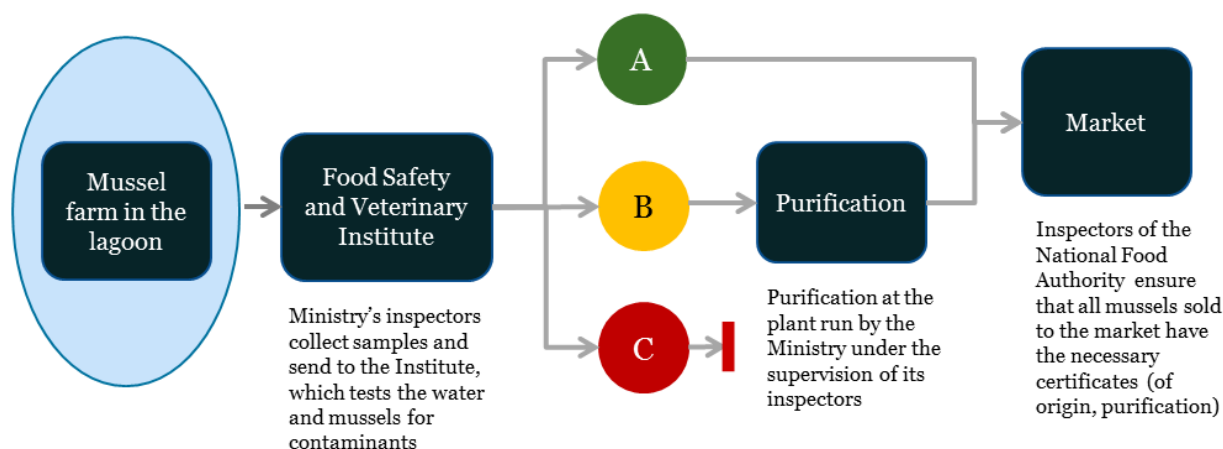 Mussel
farm in the
lagoon
Food Safety
and Veterinary
Institute
Ministry's inspectors
collect samples and
send to the Institute,
which tests the water
and mussels for
contaminants
A
B
C
Purification
Purification at the
plant run by the
Ministry under the
supervision of its
inspectors
Market
Inspectors of the
National Food
Authority ensure
that all mussels sold
to the market have
the necessary
certificates (of
origin, purification)